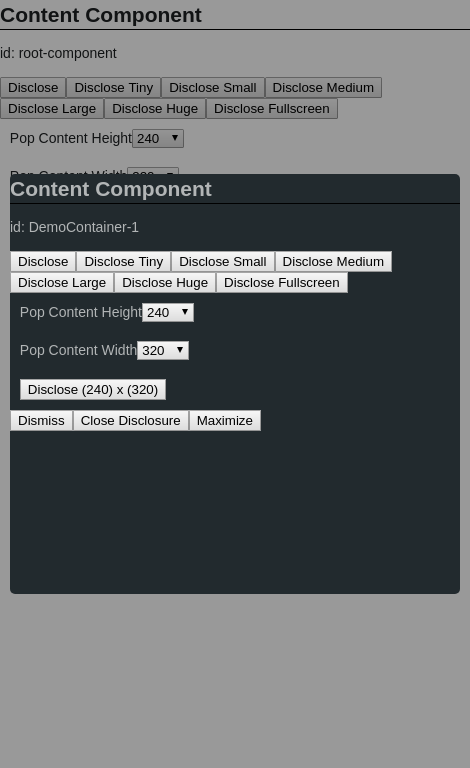 Content Component
id: root-component
Disclose Disclose Tiny Disclose Small Disclose Medium
Disclose Large Disclose Huge Disclose Fullscreen
Pop Content Height 240
Pop Content Width
Content Component
id: DemoContainer-1
Disclose Disclose Tiny Disclose Small Disclose Medium
Disclose Large Disclose Huge Disclose Fullscreen
Pop Content Height 240
Pop Content Width 320
Disclose (240) x (320)
Dismiss Close Disclosure Maximize